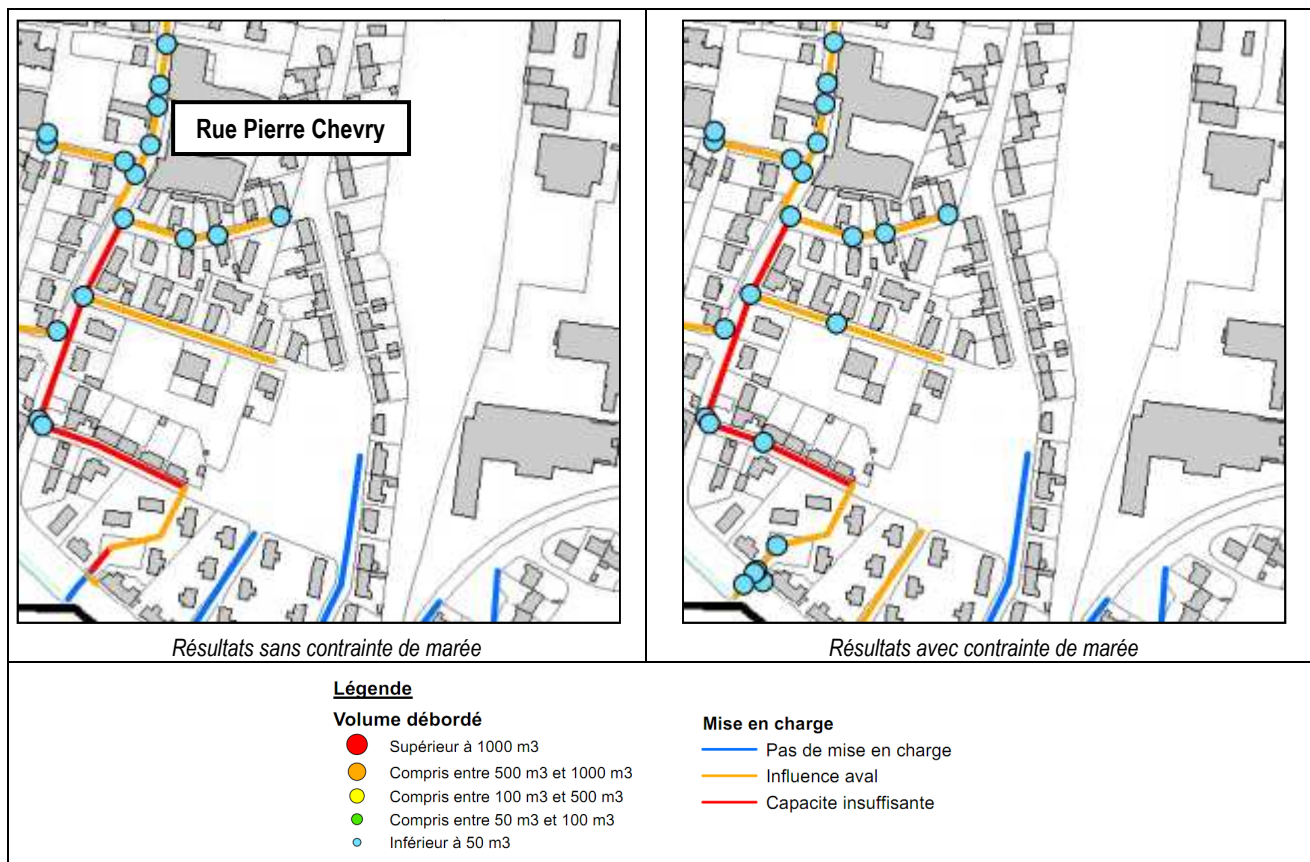 Rue Pierre Chevry
Résultats sans contrainte de marée
Résultats avec contrainte de marée
Légende
Volume débordé
Supérieur à 1000 m3
Compris entre 500 m3 et 1000 m3
Compris entre 100 m3 et 500 m3
Compris entre 50 m3 et 100 m3
Inférieur à 50 m3
Mise en charge
Pas de mise en charge
Influence aval
Capacite insuffisante